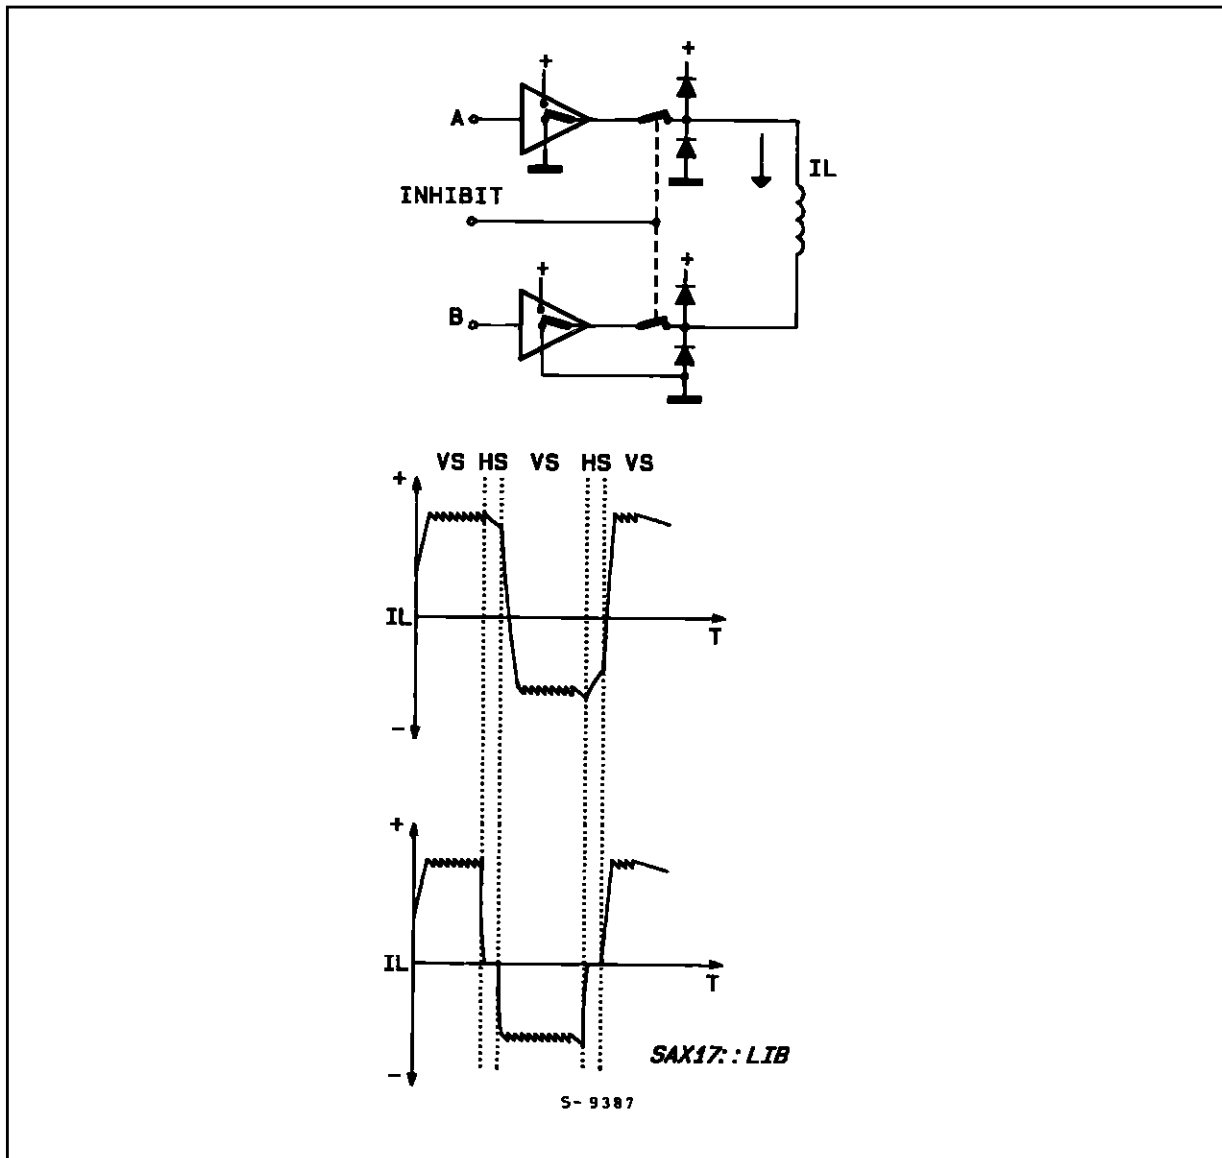 +
+
A
IL
INHIBIT
+
+
B
VS HS VS HS VS
+
IL
T
-
+
IL
T
-
SAX17::LIB
S-9387